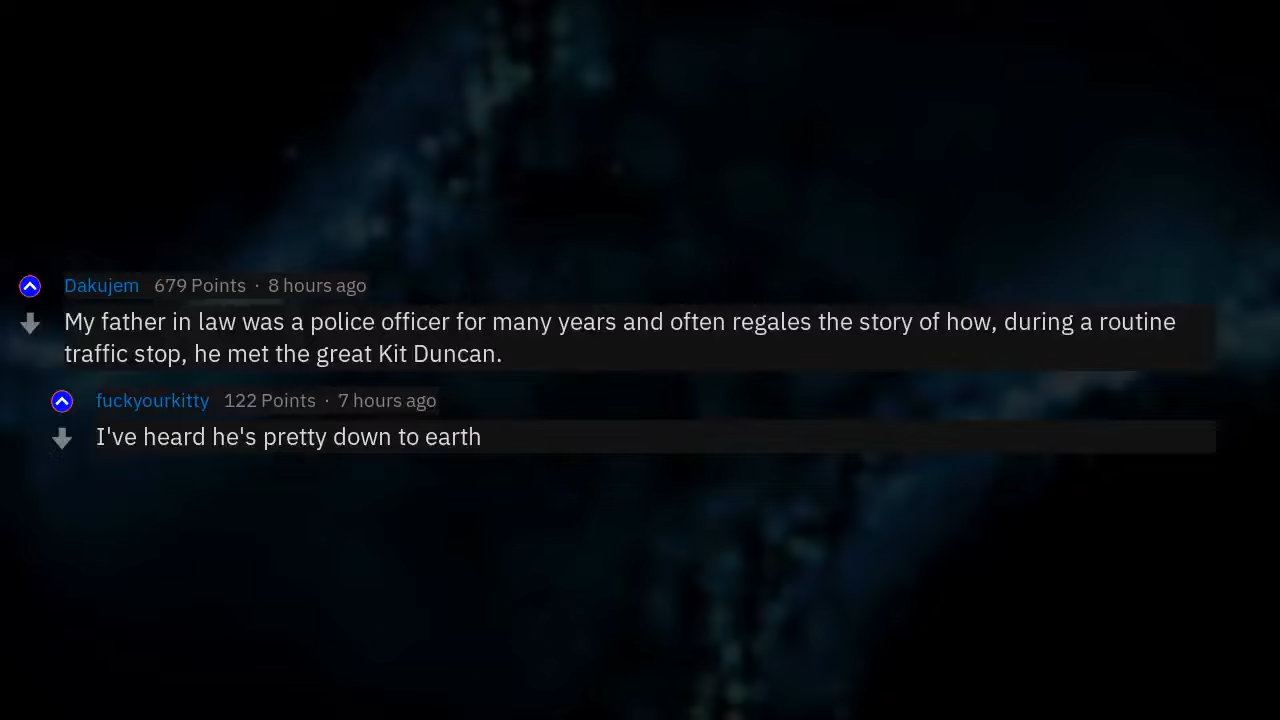 Dakujem 679 Points · 8 hours ago
My father in law was a police officer for many years and often regales the story of how, during a routine
traffic stop, he met the great Kit Duncan.
fuckyourkitty 122 Points · 7 hours ago
I've heard he's pretty down to earth